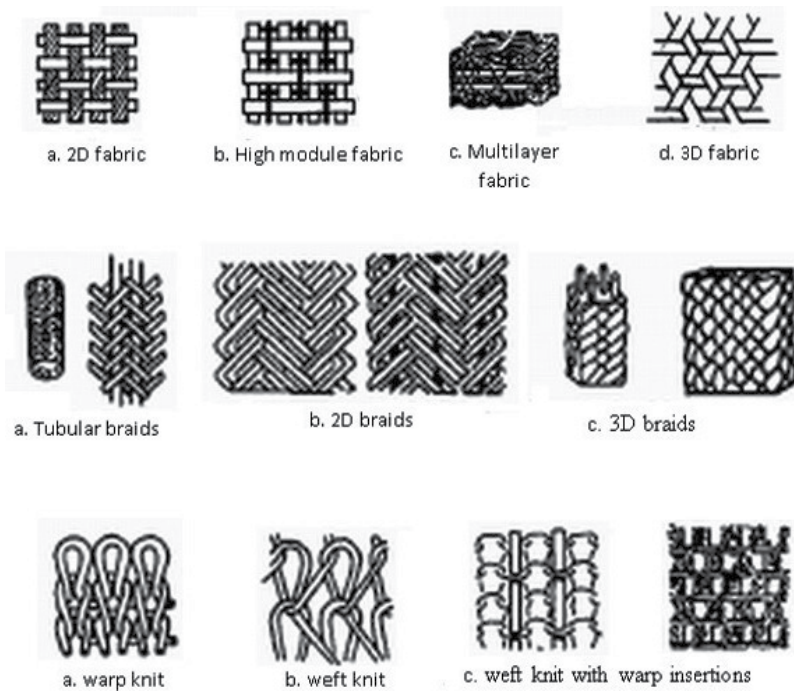 a. 2D fabric
b. High module fabric
c. Multilayer
fabric
d. 3D fabric
a. Tubular braids
b. 2D braids
c. 3D braids
a. warp knit
b. weft knit
c. weft knit with warp insertions